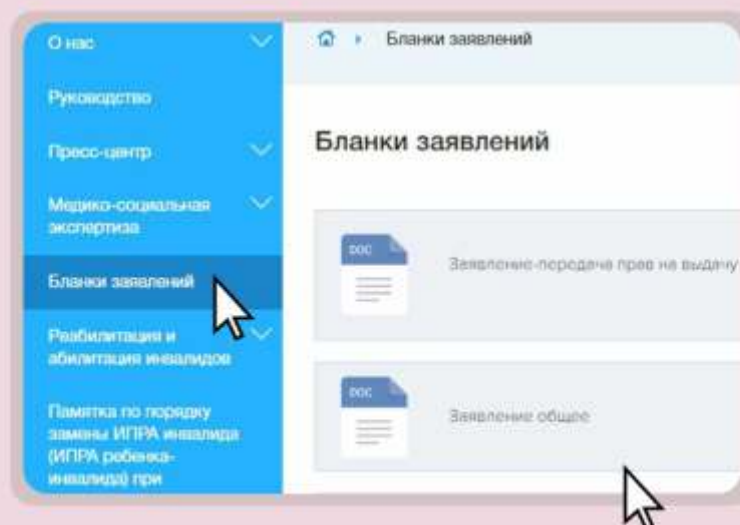 О нас
Руководство
Пресс-центр
Медико-социальная
экспертиза
Бланки заявлений
Реабилитация и
абилитация инвалидов
Памятка по порядку
замены ИПРА инвалида
(ИПРА ребенка-
инвалида) при
Бланки заявлений
Бланки заявлений
DOC
Заявление-передача прав на выдачу
DOC
Заявление общее